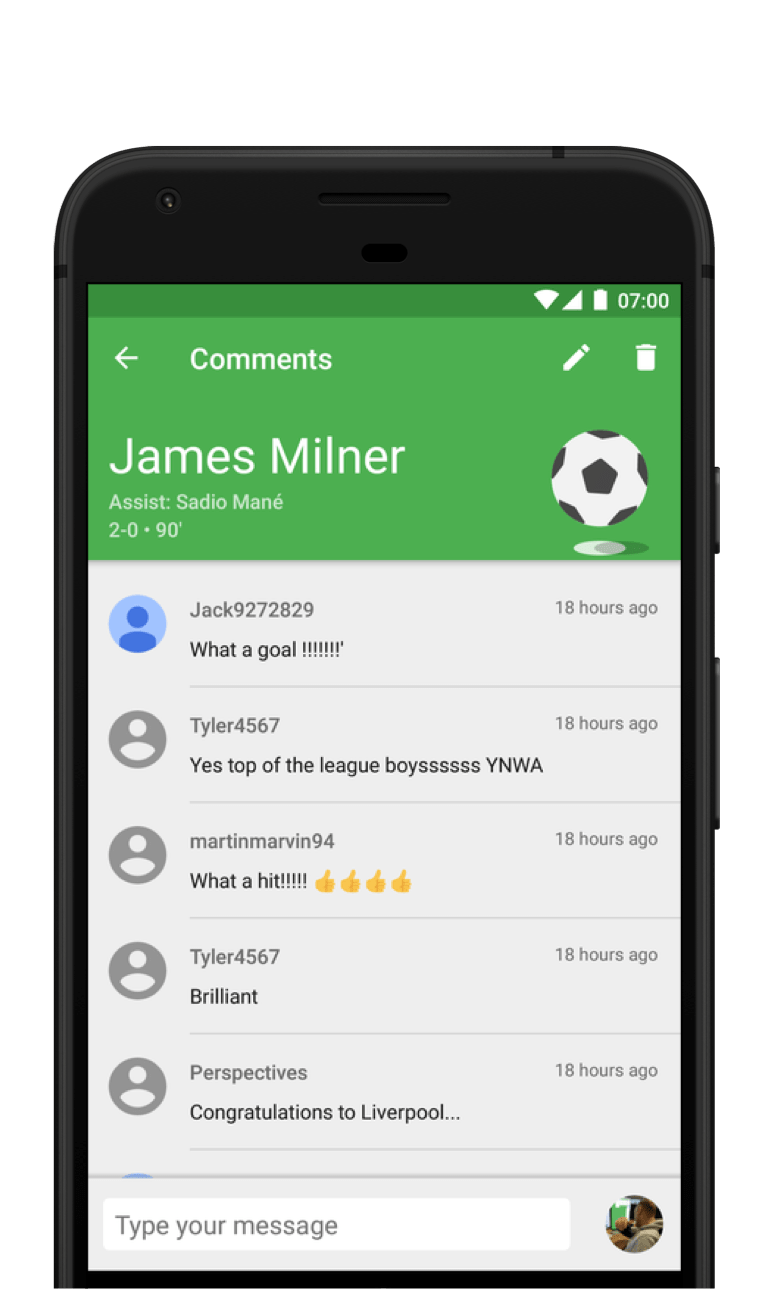 07:00
Comments
James Milner
Assist: Sadio Mané
2-0 • 90'
Jack9272829
18 hours ago
What a goal !!!!!!!'
Tyler4567
18 hours ago
Yes top of the league boyssssss YNWA
martinmarvin94
18 hours ago
What a hit!!!!! 👍👍👍👍
Tyler4567
18 hours ago
Brilliant
Perspectives
18 hours ago
Congratulations to Liverpool...
Type your message